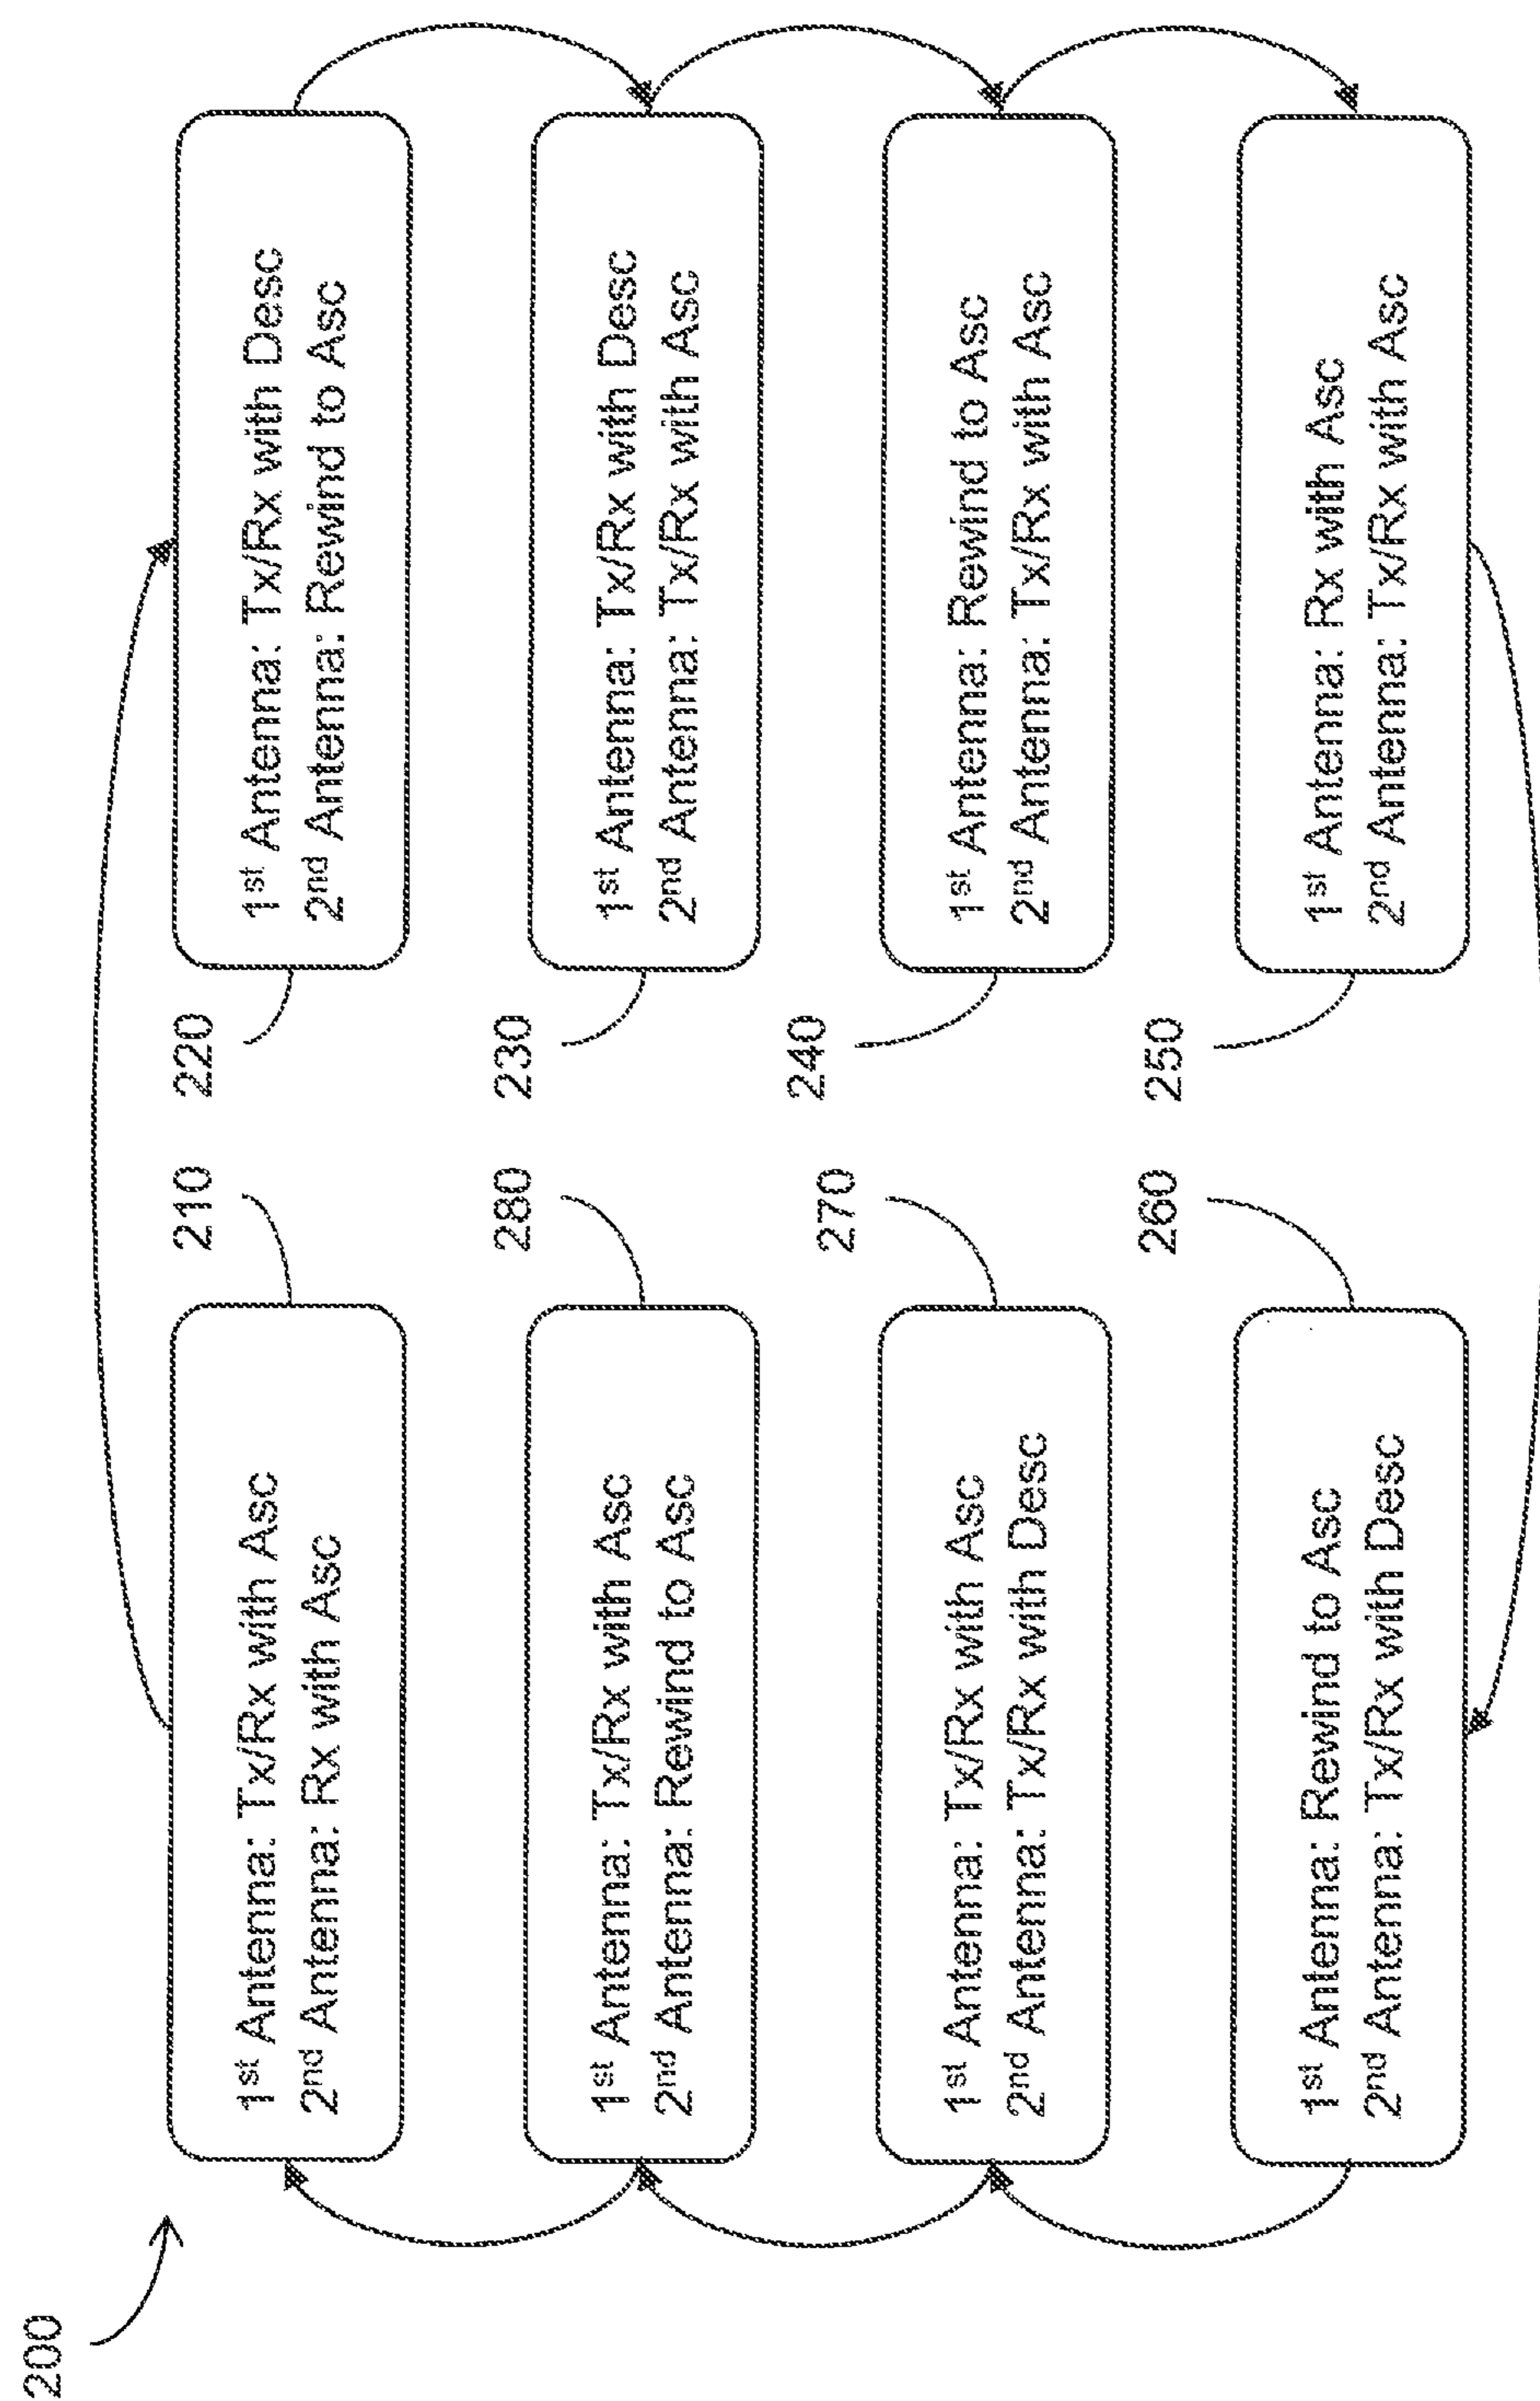 200
210
1st Antenna: Tx/Rx with Asc
2nd Antenna: Rx with Asc
220
1st Antenna: Tx/Rx with Desc
2nd Antenna: Rewind to Asc
280
1st Antenna: Tx/Rx with Asc
2nd Antenna: Rewind to Asc
230
1st Antenna: Tx/Rx with Desc
2nd Antenna: Tx/Rx with Asc
270
1st Antenna: Tx/Rx with Asc
2nd Antenna: Tx/Rx with Desc
240
1st Antenna: Rewind to Asc
2nd Antenna: Tx/Rx with Asc
260
1st Antenna: Rewind to Asc
2nd Antenna: Tx/Rx with Desc
250
1st Antenna: Rx with Asc
2nd Antenna: Tx/Rx with Asc